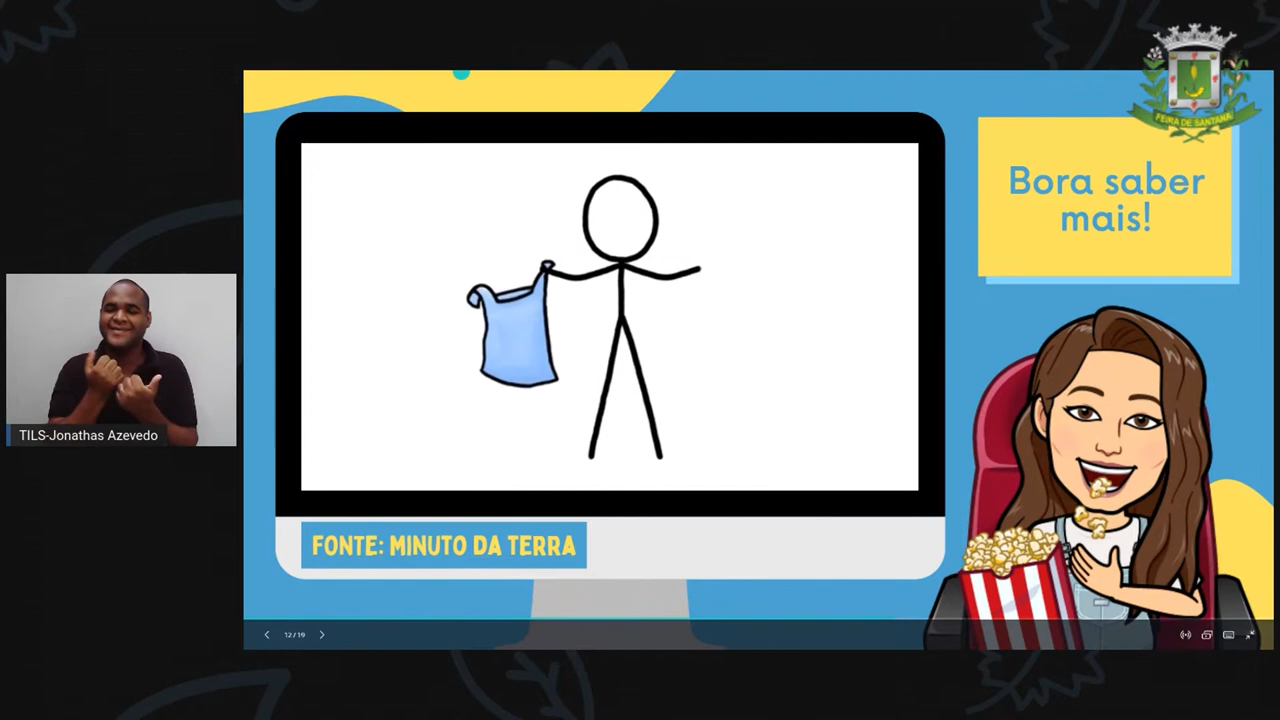 FEIRA DE SANTANA
Bora saber
mais!
TILS-Jonathas Azevedo
FONTE: MINUTO DA TERRA
12/19